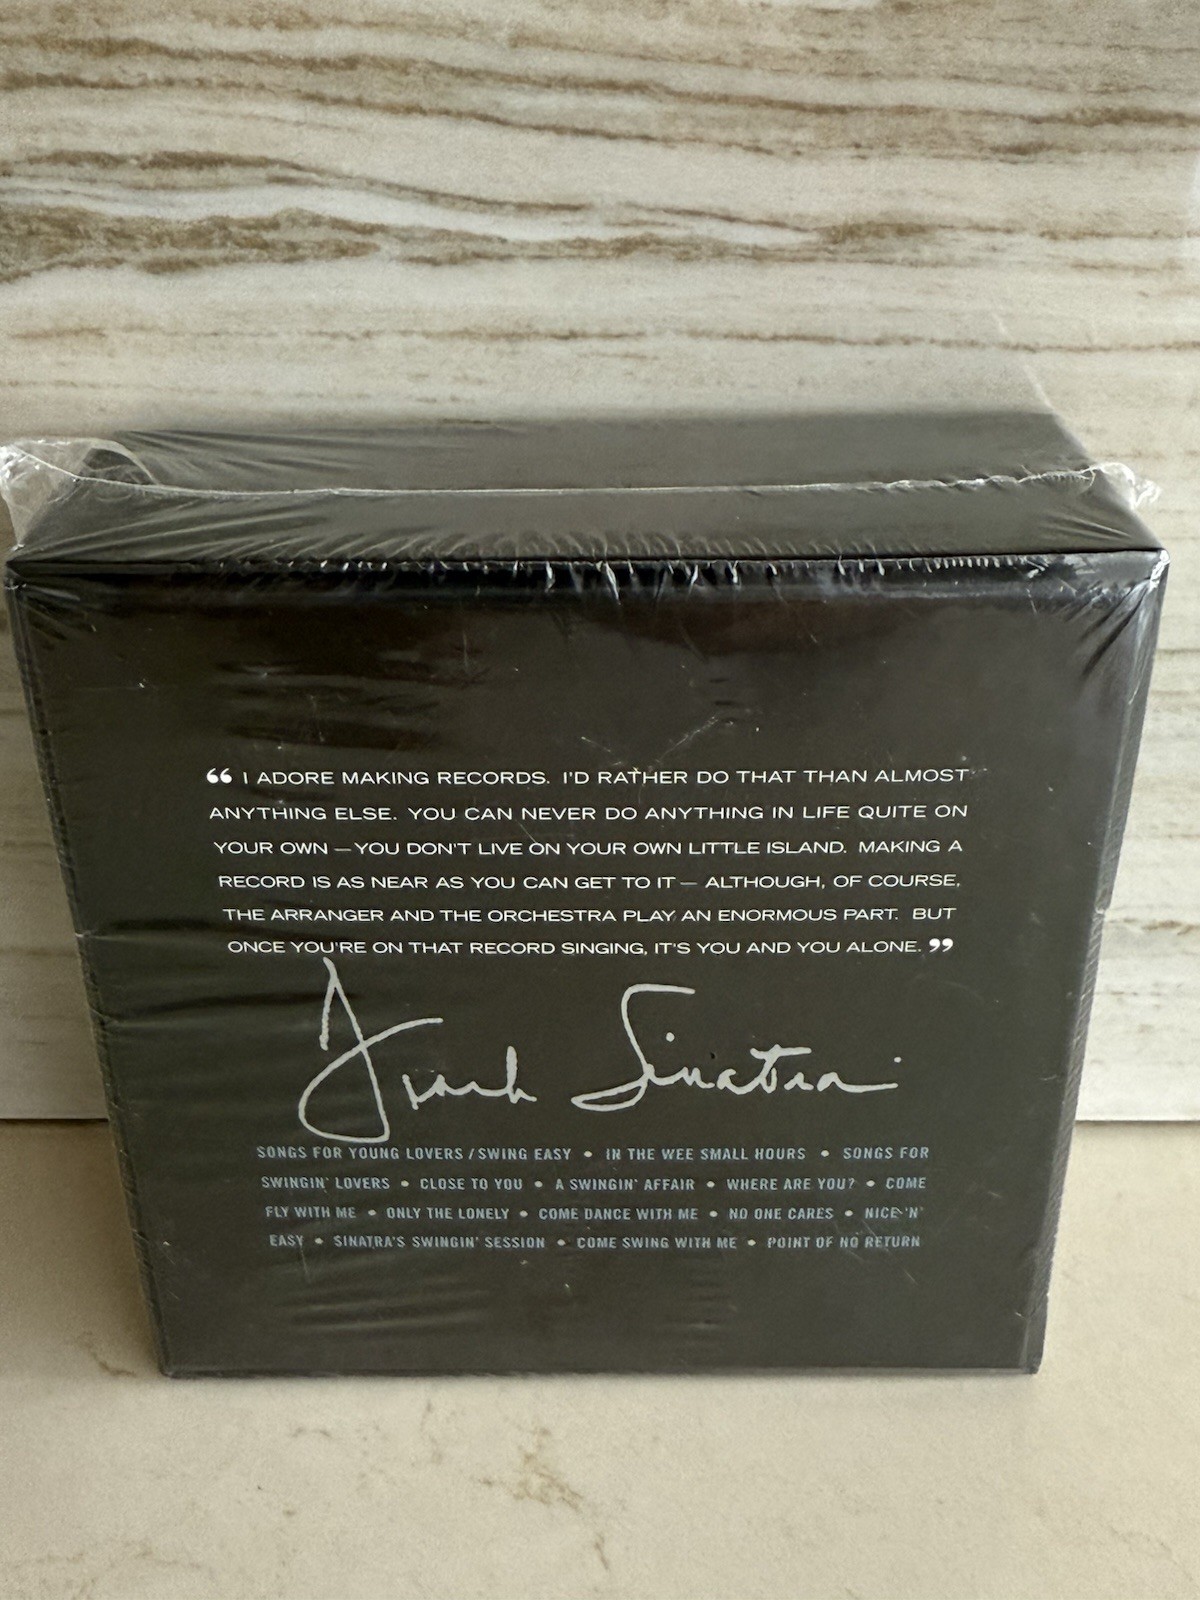 ❝ I ADORE MAKING RECORDS. I'D RATHER DO THAT THAN ALMOST
ANYTHING ELSE. YOU CAN NEVER DO ANYTHING IN LIFE QUITE ON
YOUR OWN — YOU DON'T LIVE ON YOUR OWN LITTLE ISLAND. MAKING A
RECORD IS AS NEAR AS YOU CAN GET TO IT — ALTHOUGH, OF COURSE,
THE ARRANGER AND THE ORCHESTRA PLAY AN ENORMOUS PART. BUT
ONCE YOU'RE ON THAT RECORD SINGING, IT'S YOU AND YOU ALONE. ❞
Frank Sinatra
SONGS FOR YOUNG LOVERS / SWING EASY • IN THE WEE SMALL HOURS • SONGS FOR
SWINGIN' LOVERS • CLOSE TO YOU • A SWINGIN' AFFAIR • WHERE ARE YOU? • COME
FLY WITH ME • ONLY THE LONELY • COME DANCE WITH ME • NO ONE CARES • NICE 'N'
EASY • SINATRA'S SWINGIN' SESSION • COME SWING WITH ME • POINT OF NO RETURN